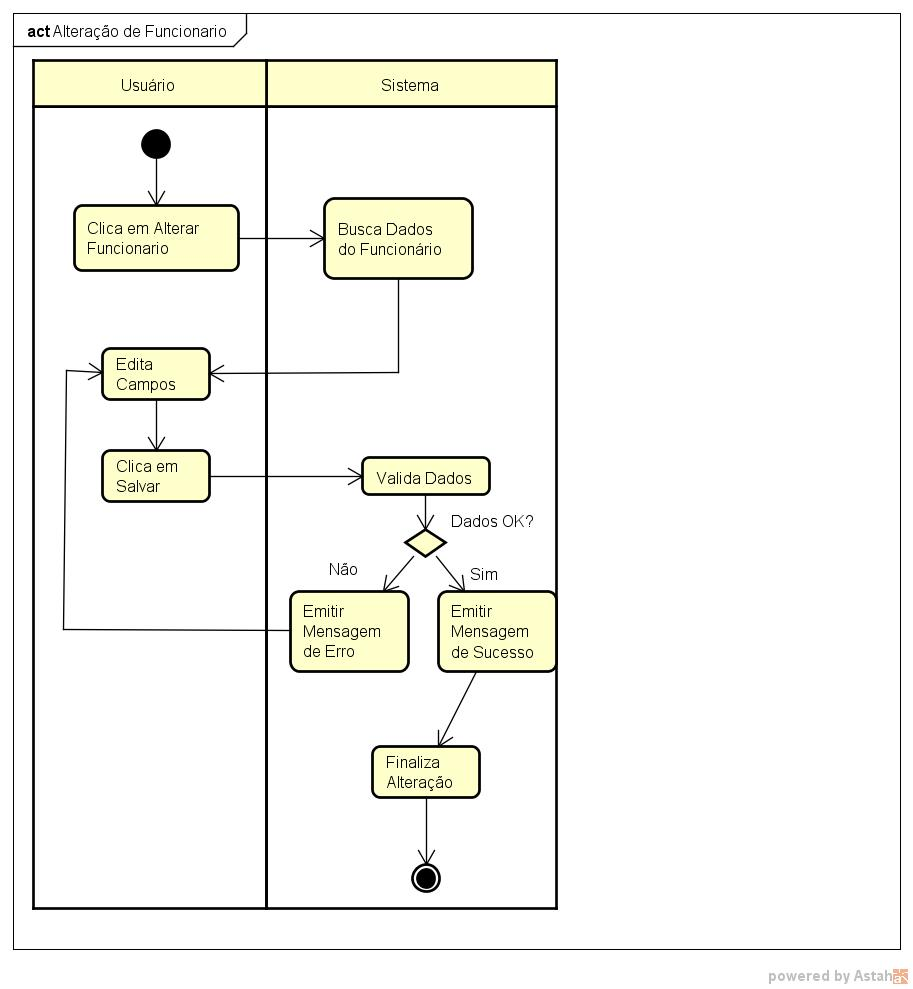 act Alteração de Funcionario
Usuário
Sistema
Clica em Alterar
Funcionario
Busca Dados
do Funcionário
Edita
Campos
Clica em
Salvar
Valida Dados
Dados OK?
Não
Sim
Emitir
Mensagem
de Erro
Emitir
Mensagem
de Sucesso
Finaliza
Alteração
powered by Astah